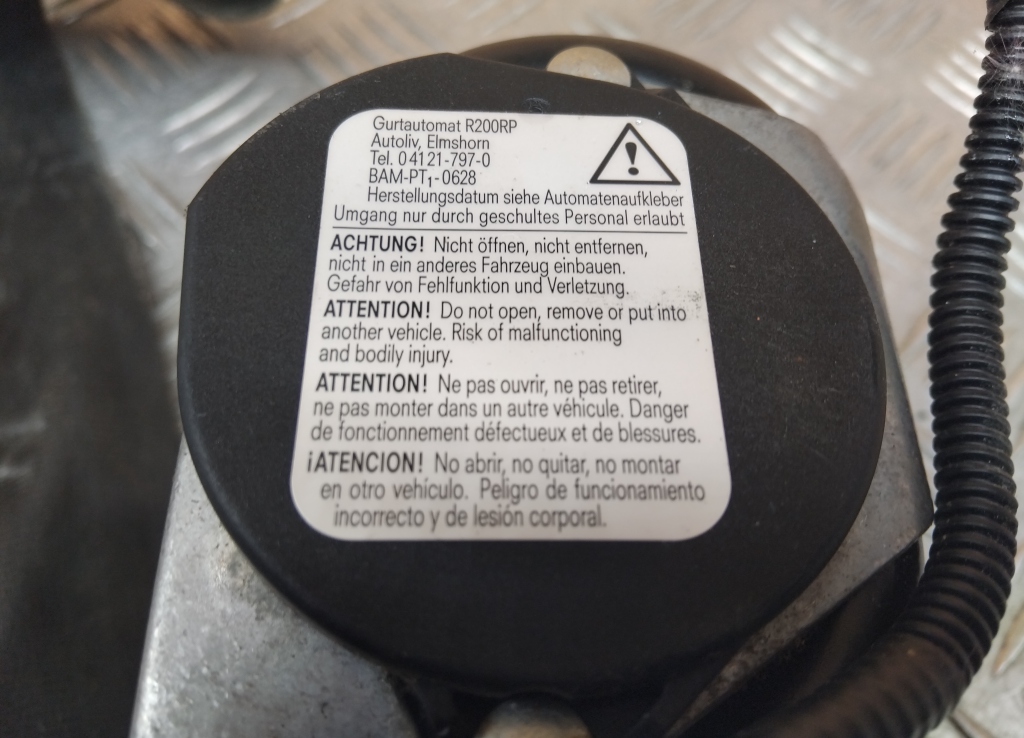 Gurtautomat R200RP
Autoliv, Elmshorn
Tel. 04121-797-0
BAM-PT₁-0628
Herstellungsdatum siehe Automatenaufkleber
Umgang nur durch geschultes Personal erlaubt
ACHTUNG! Nicht öffnen, nicht entfernen,
nicht in ein anderes Fahrzeug einbauen.
Gefahr von Fehlfunktion und Verletzung.
ATTENTION! Do not open, remove or put into
another vehicle. Risk of malfunctioning
and bodily injury.
ATTENTION! Ne pas ouvrir, ne pas retirer,
ne pas monter dans un autre véhicule. Danger
de fonctionnement défectueux et de blessures.
¡ATENCION! No abrir, no quitar, no montar
en otro vehículo. Peligro de funcionamiento
incorrecto y de lesión corporal.